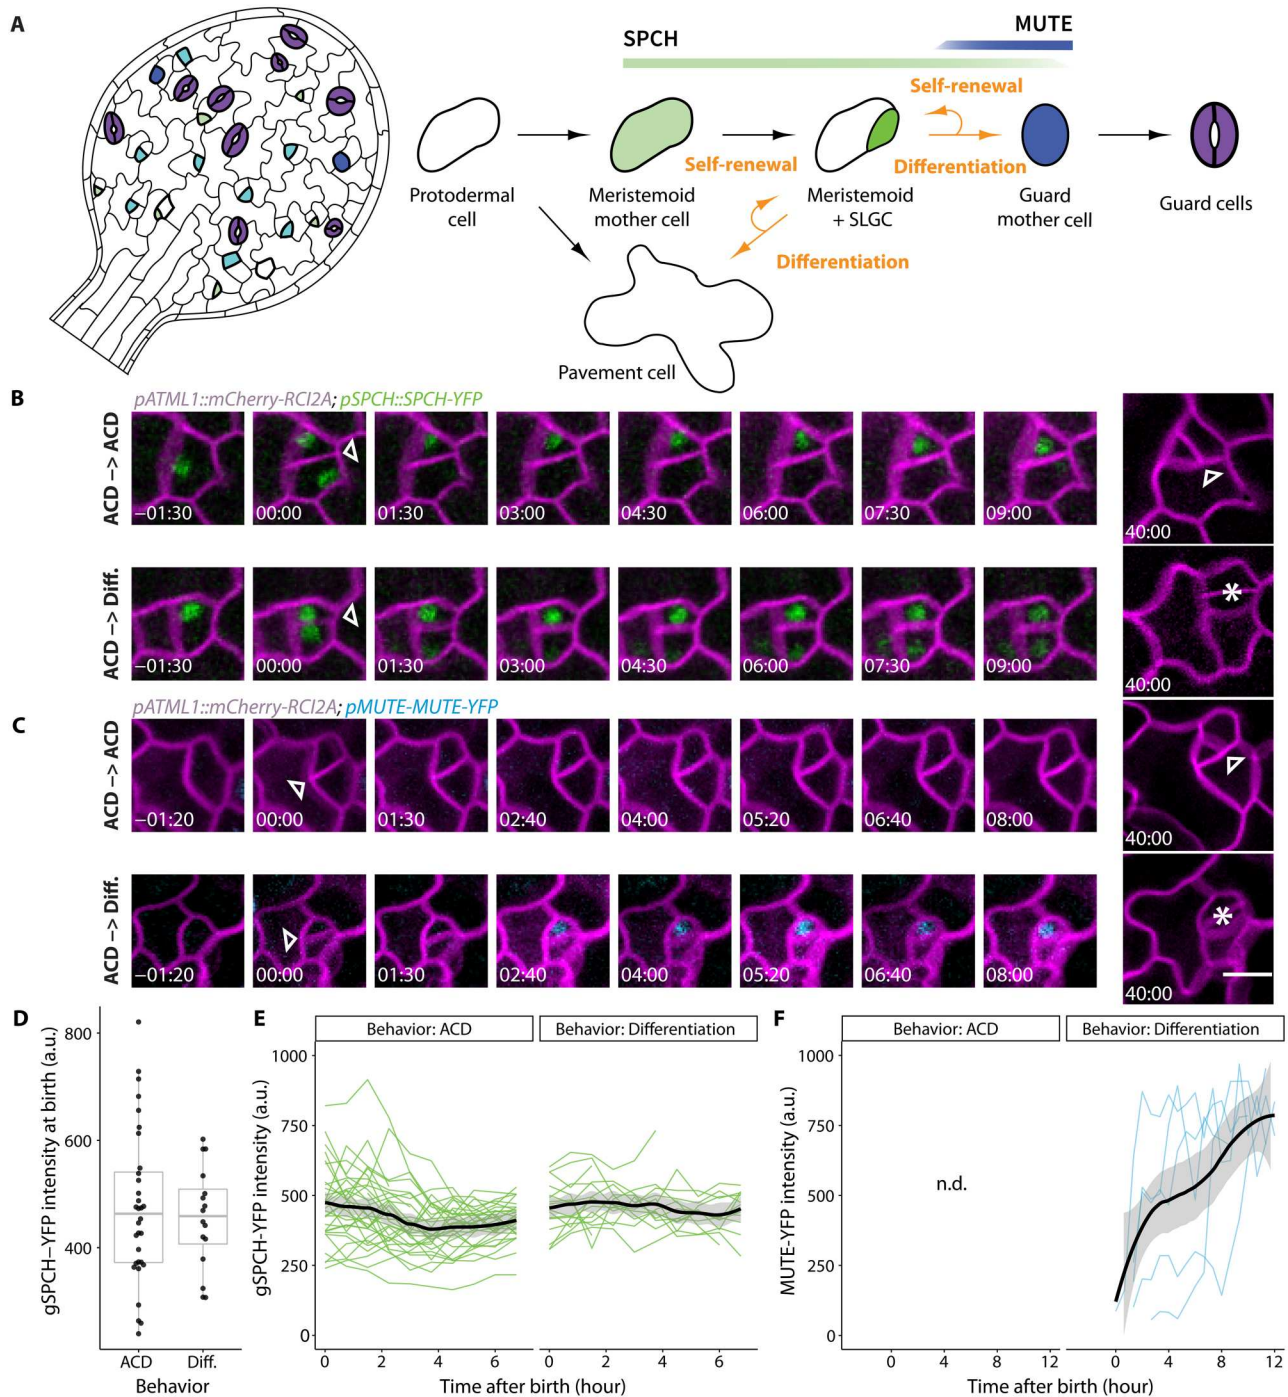 A
SPCH
MUTE
Self-renewal
Self-renewal
Differentiation
Protodermal
cell
Meristemoid
mother cell
Meristemoid
+ SLGC
Guard
mother cell
Guard cells
Differentiation
Pavement cell
B
pATML1::mCherry-RCI2A; pSPCH::SPCH-YFP
ACD –> ACD
–01:30
00:00
01:30
03:00
04:30
06:00
07:30
09:00
40:00
ACD –> Diff.
–01:30
00:00
01:30
03:00
04:30
06:00
07:30
09:00
*
40:00
C
pATML1::mCherry-RCI2A; pMUTE-MUTE-YFP
ACD –> ACD
–01:20
00:00
01:30
02:40
04:00
05:20
06:40
08:00
40:00
ACD –> Diff.
–01:20
00:00
01:30
02:40
04:00
05:20
06:40
08:00
*
40:00
D
gSPCH–YFP intensity at birth (a.u.)
800
600
400
ACD
Diff.
Behavior
E
Behavior: ACD
Behavior: Differentiation
gSPCH-YFP intensity (a.u.)
1000
750
500
250
0
0 2 4 6
0 2 4 6
Time after birth (hour)
F
Behavior: ACD
Behavior: Differentiation
MUTE-YFP intensity (a.u.)
1000
750
500
250
0
n.d.
0 4 8 12
0 4 8 12
Time after birth (hour)